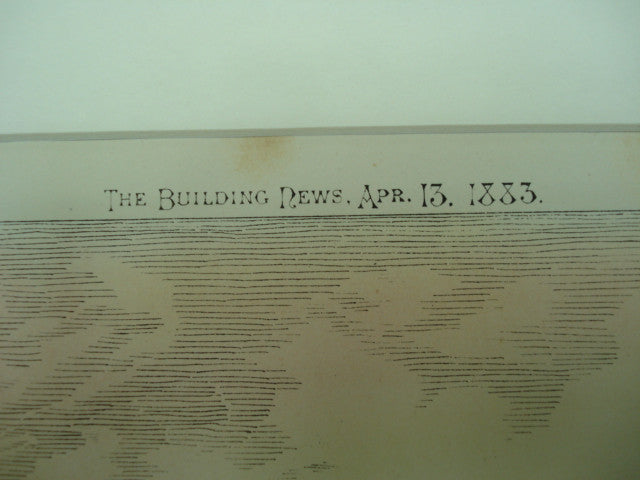 The Building News, Apr. 13. 1883.